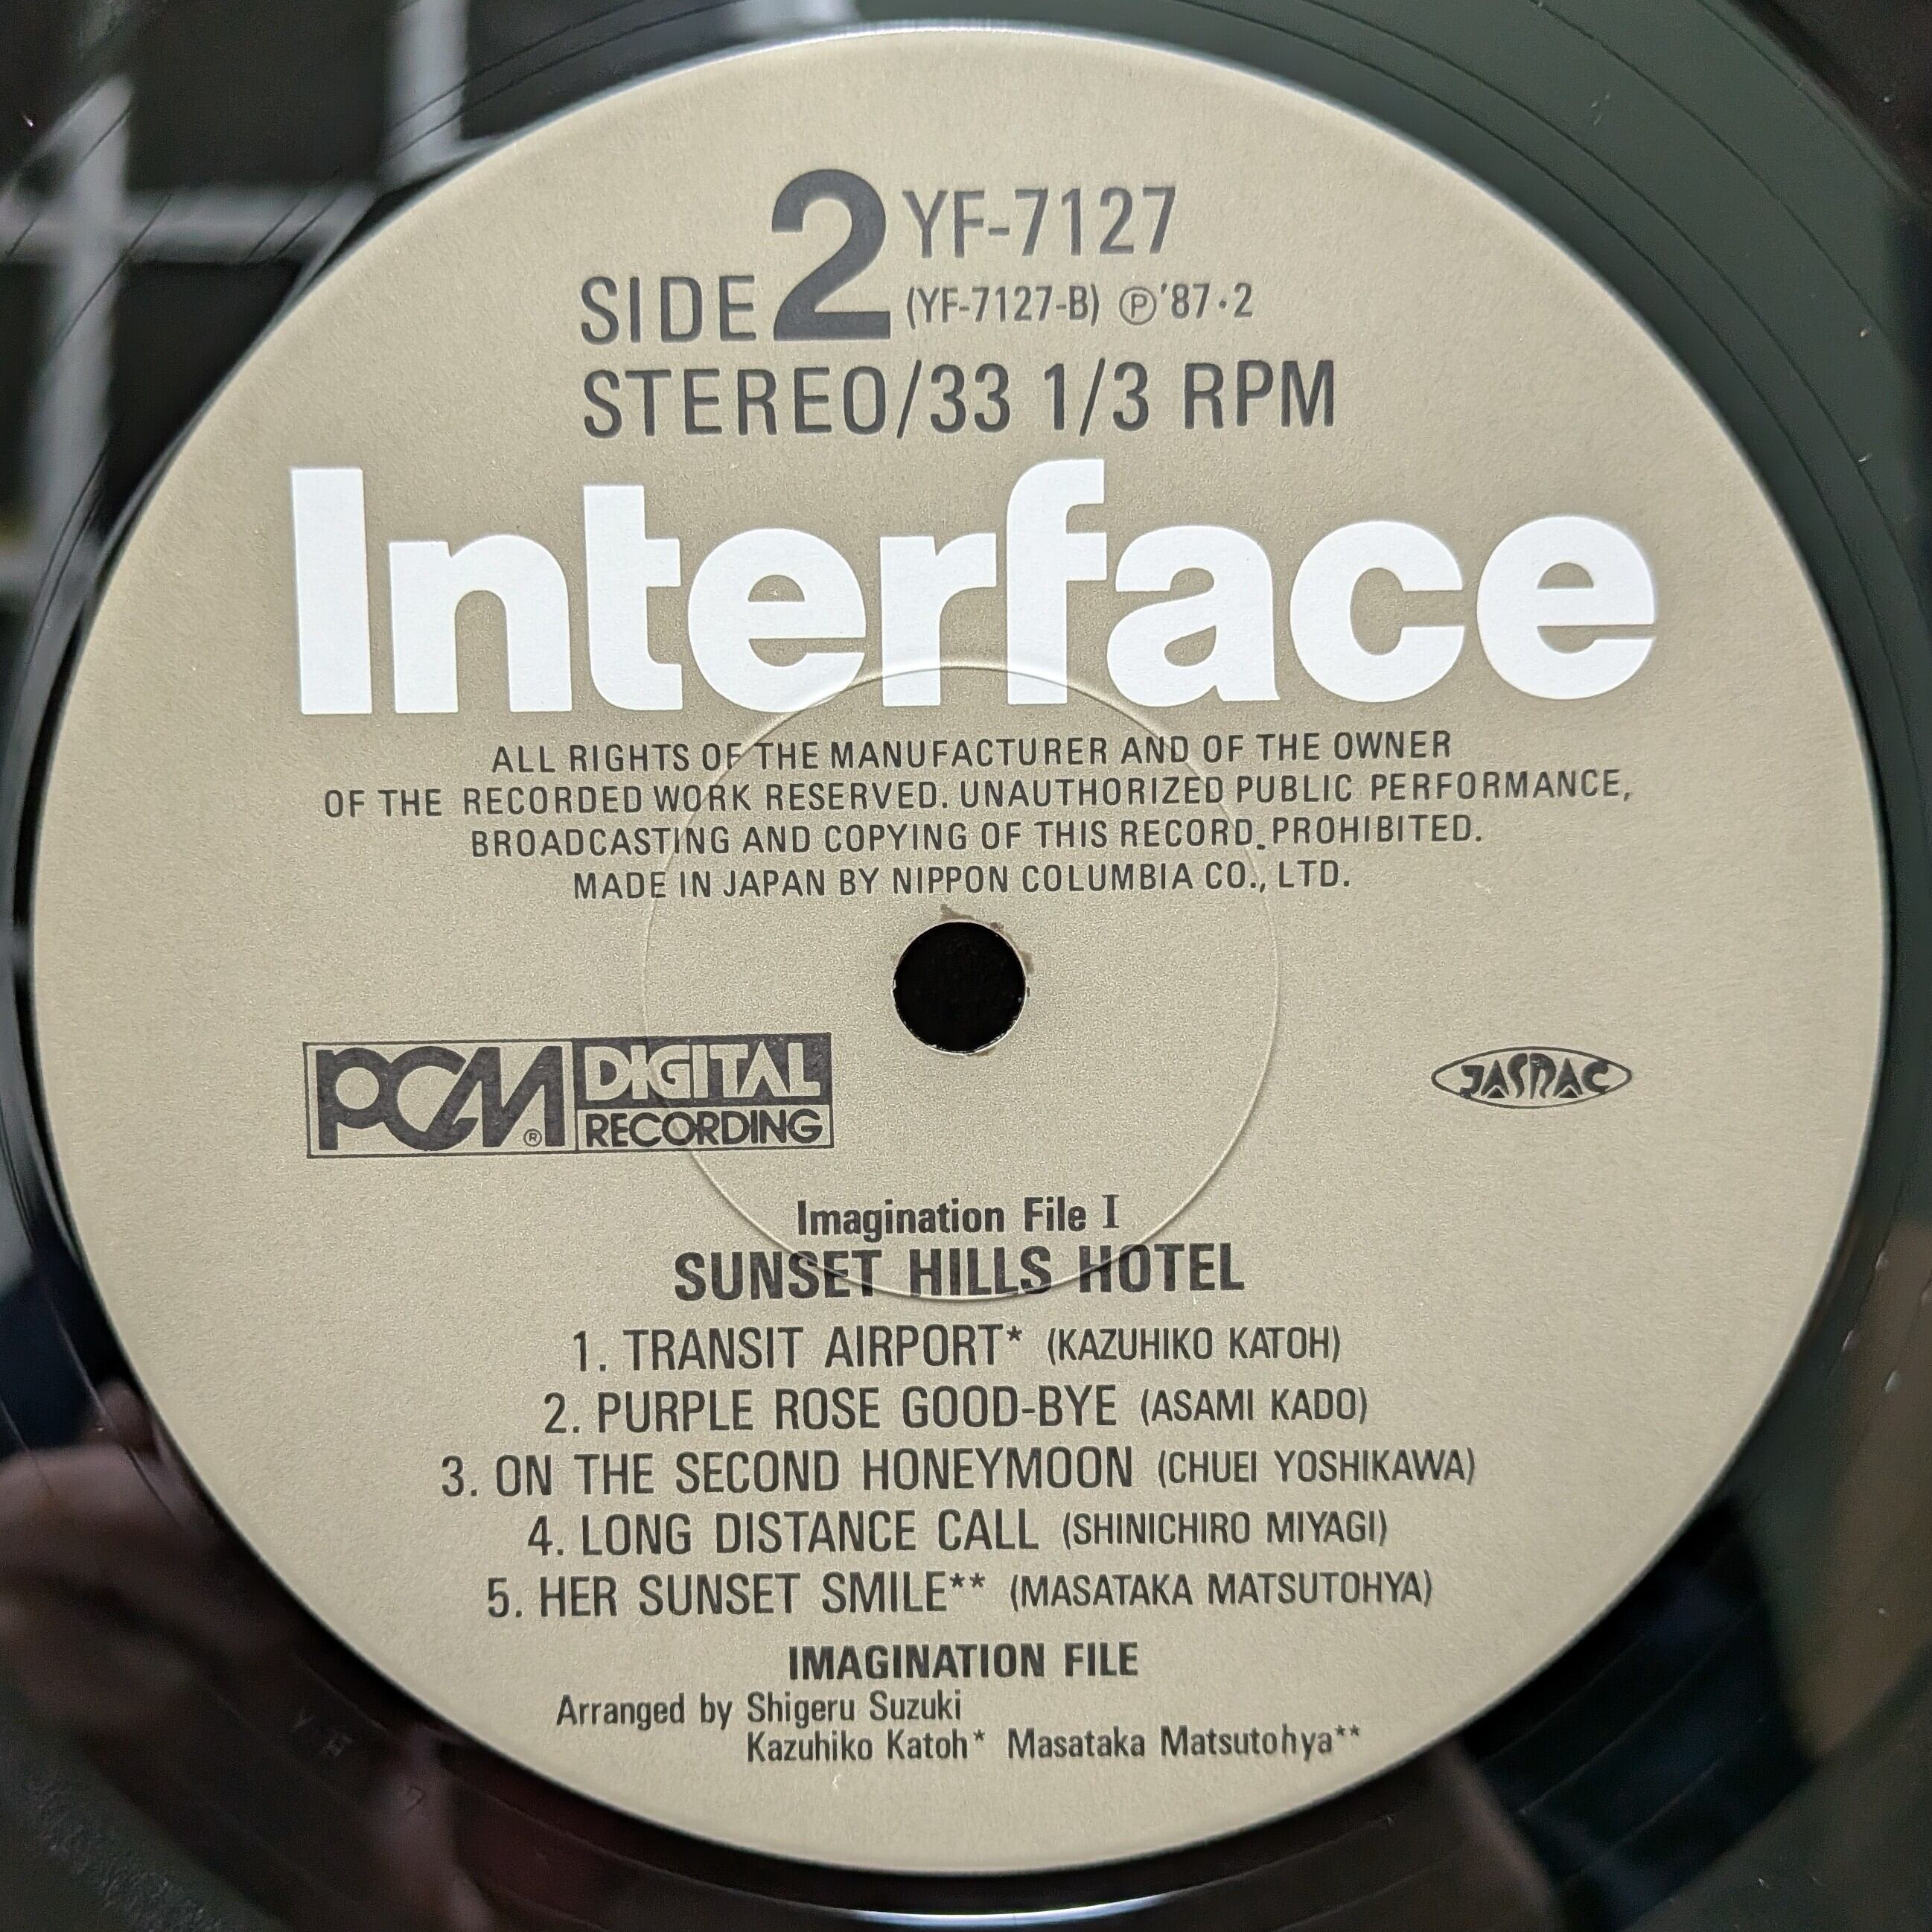 SIDE 2 YF-7127
(YF-7127-B) Ⓟ'87・2
STEREO/33 1/3 RPM
Interface
ALL RIGHTS OF THE MANUFACTURER AND OF THE OWNER
OF THE RECORDED WORK RESERVED. UNAUTHORIZED PUBLIC PERFORMANCE,
BROADCASTING AND COPYING OF THIS RECORD PROHIBITED.
MADE IN JAPAN BY NIPPON COLUMBIA CO., LTD.
PCM® DIGITAL
RECORDING
JASRAC
Imagination File I
SUNSET HILLS HOTEL
1. TRANSIT AIRPORT* (KAZUHIKO KATOH)
2. PURPLE ROSE GOOD-BYE (ASAMI KADO)
3. ON THE SECOND HONEYMOON (CHUEI YOSHIKAWA)
4. LONG DISTANCE CALL (SHINICHIRO MIYAGI)
5. HER SUNSET SMILE** (MASATAKA MATSUTOHYA)
IMAGINATION FILE
Arranged by Shigeru Suzuki
Kazuhiko Katoh* Masataka Matsutohya**